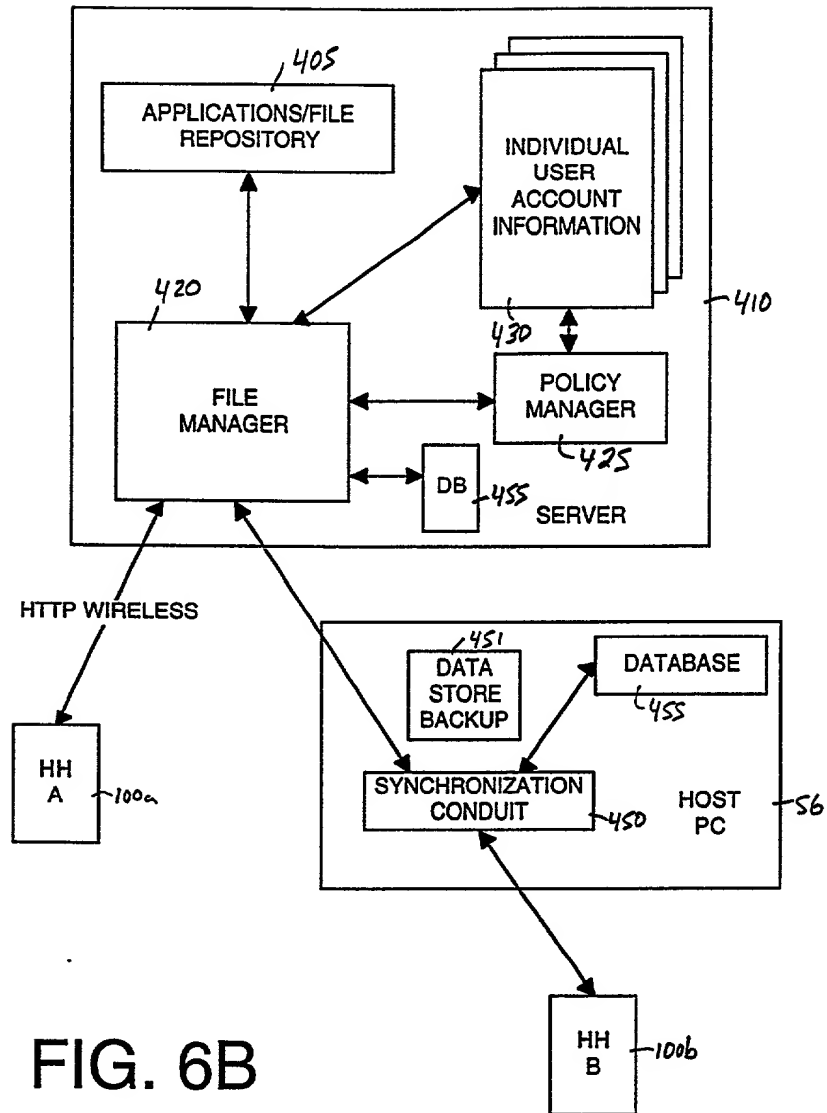 405
APPLICATIONS/FILE
REPOSITORY
INDIVIDUAL
USER
ACCOUNT
INFORMATION
430
410
420
FILE
MANAGER
POLICY
MANAGER
425
DB
455
SERVER
HTTP WIRELESS
HH
A
100a
451
DATA
STORE
BACKUP
DATABASE
455
SYNCHRONIZATION
CONDUIT
450
HOST
PC
56
HH
B
100b
FIG. 6B